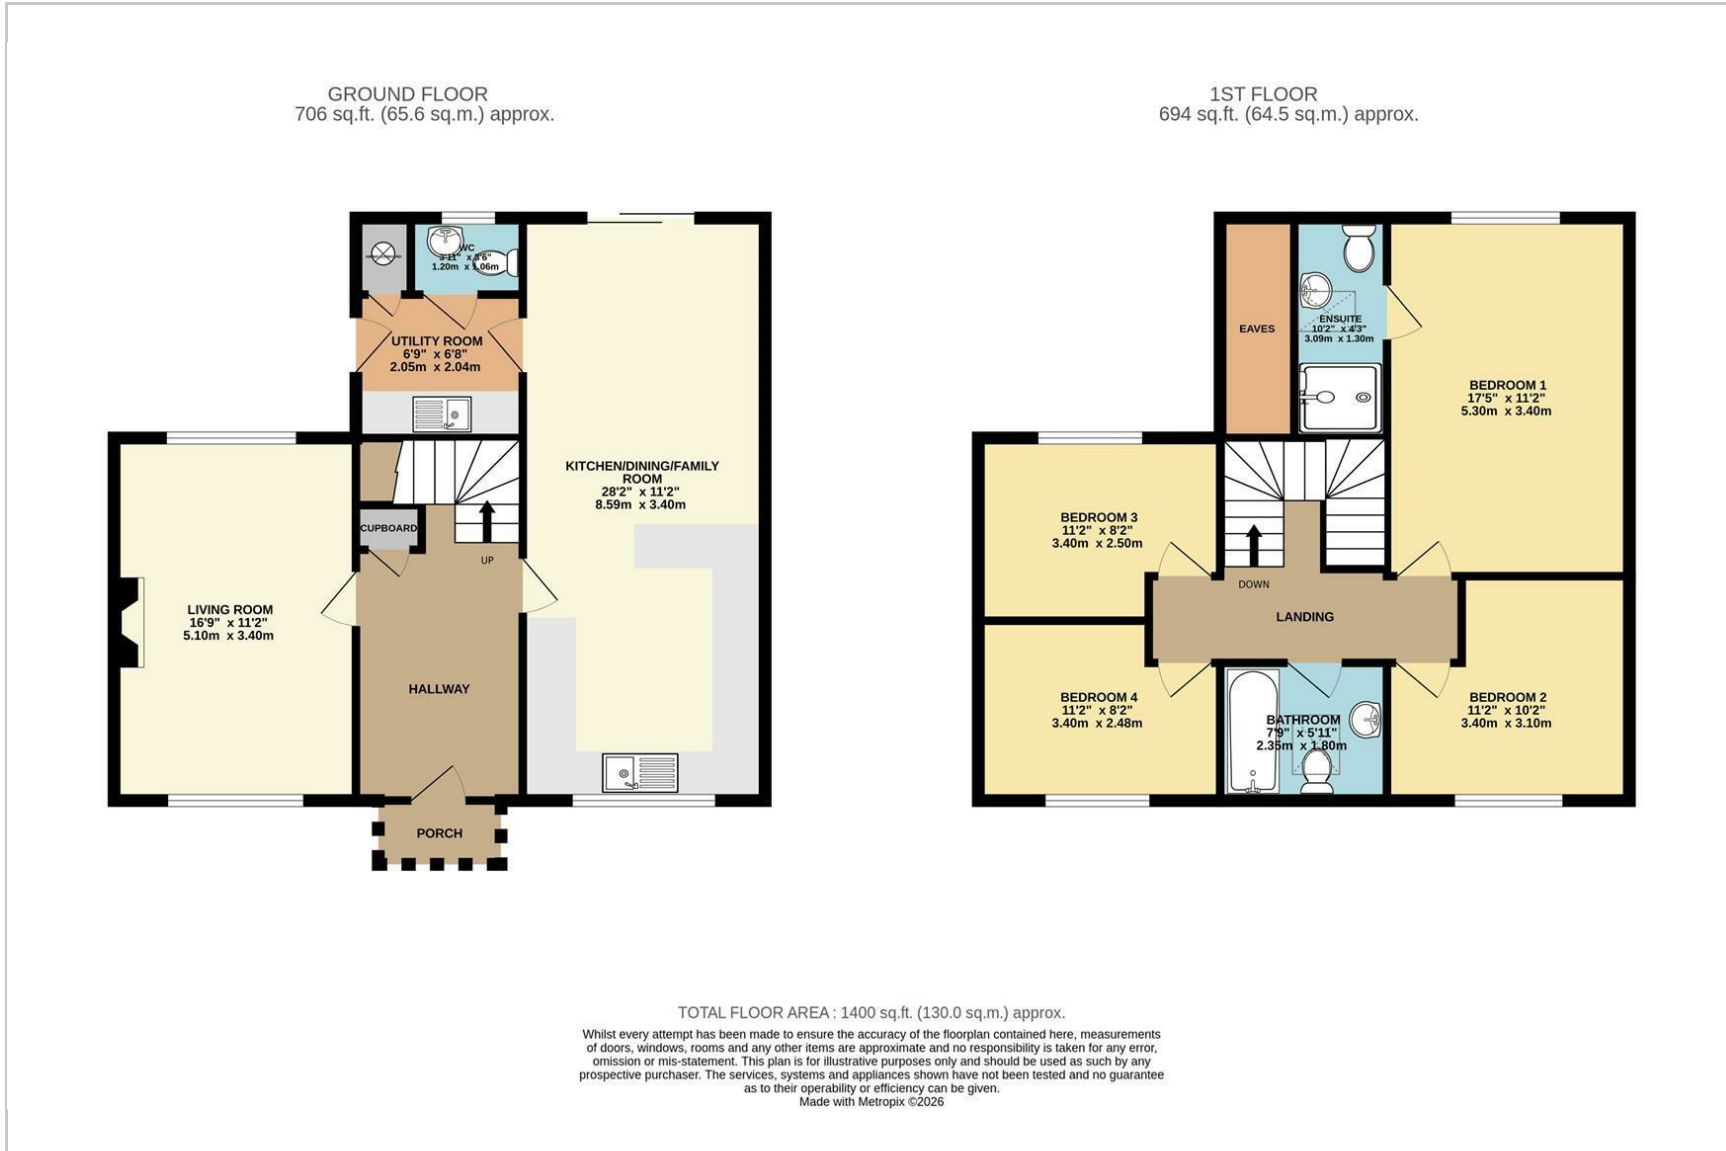 GROUND FLOOR
706 sq.ft. (65.6 sq.m.) approx.
WC
3'11" x 3'6"
1.20m x 1.06m
UTILITY ROOM
6'9" x 6'8"
2.05m x 2.04m
KITCHEN/DINING/FAMILY
ROOM
28'2" x 11'2"
8.59m x 3.40m
CUPBOARD
UP
LIVING ROOM
16'9" x 11'2"
5.10m x 3.40m
HALLWAY
PORCH
1ST FLOOR
694 sq.ft. (64.5 sq.m.) approx.
EAVES
ENSUITE
10'2" x 4'3"
3.09m x 1.30m
BEDROOM 1
17'5" x 11'2"
5.30m x 3.40m
BEDROOM 3
11'2" x 8'2"
3.40m x 2.50m
DOWN
LANDING
BEDROOM 4
11'2" x 8'2"
3.40m x 2.48m
BATHROOM
7'9" x 5'11"
2.35m x 1.80m
BEDROOM 2
11'2" x 10'2"
3.40m x 3.10m
TOTAL FLOOR AREA : 1400 sq.ft. (130.0 sq.m.) approx.
Whilst every attempt has been made to ensure the accuracy of the floorplan contained here, measurements
of doors, windows, rooms and any other items are approximate and no responsibility is taken for any error,
omission or mis-statement. This plan is for illustrative purposes only and should be used as such by any
prospective purchaser. The services, systems and appliances shown have not been tested and no guarantee
as to their operability or efficiency can be given.
Made with Metropix ©2026